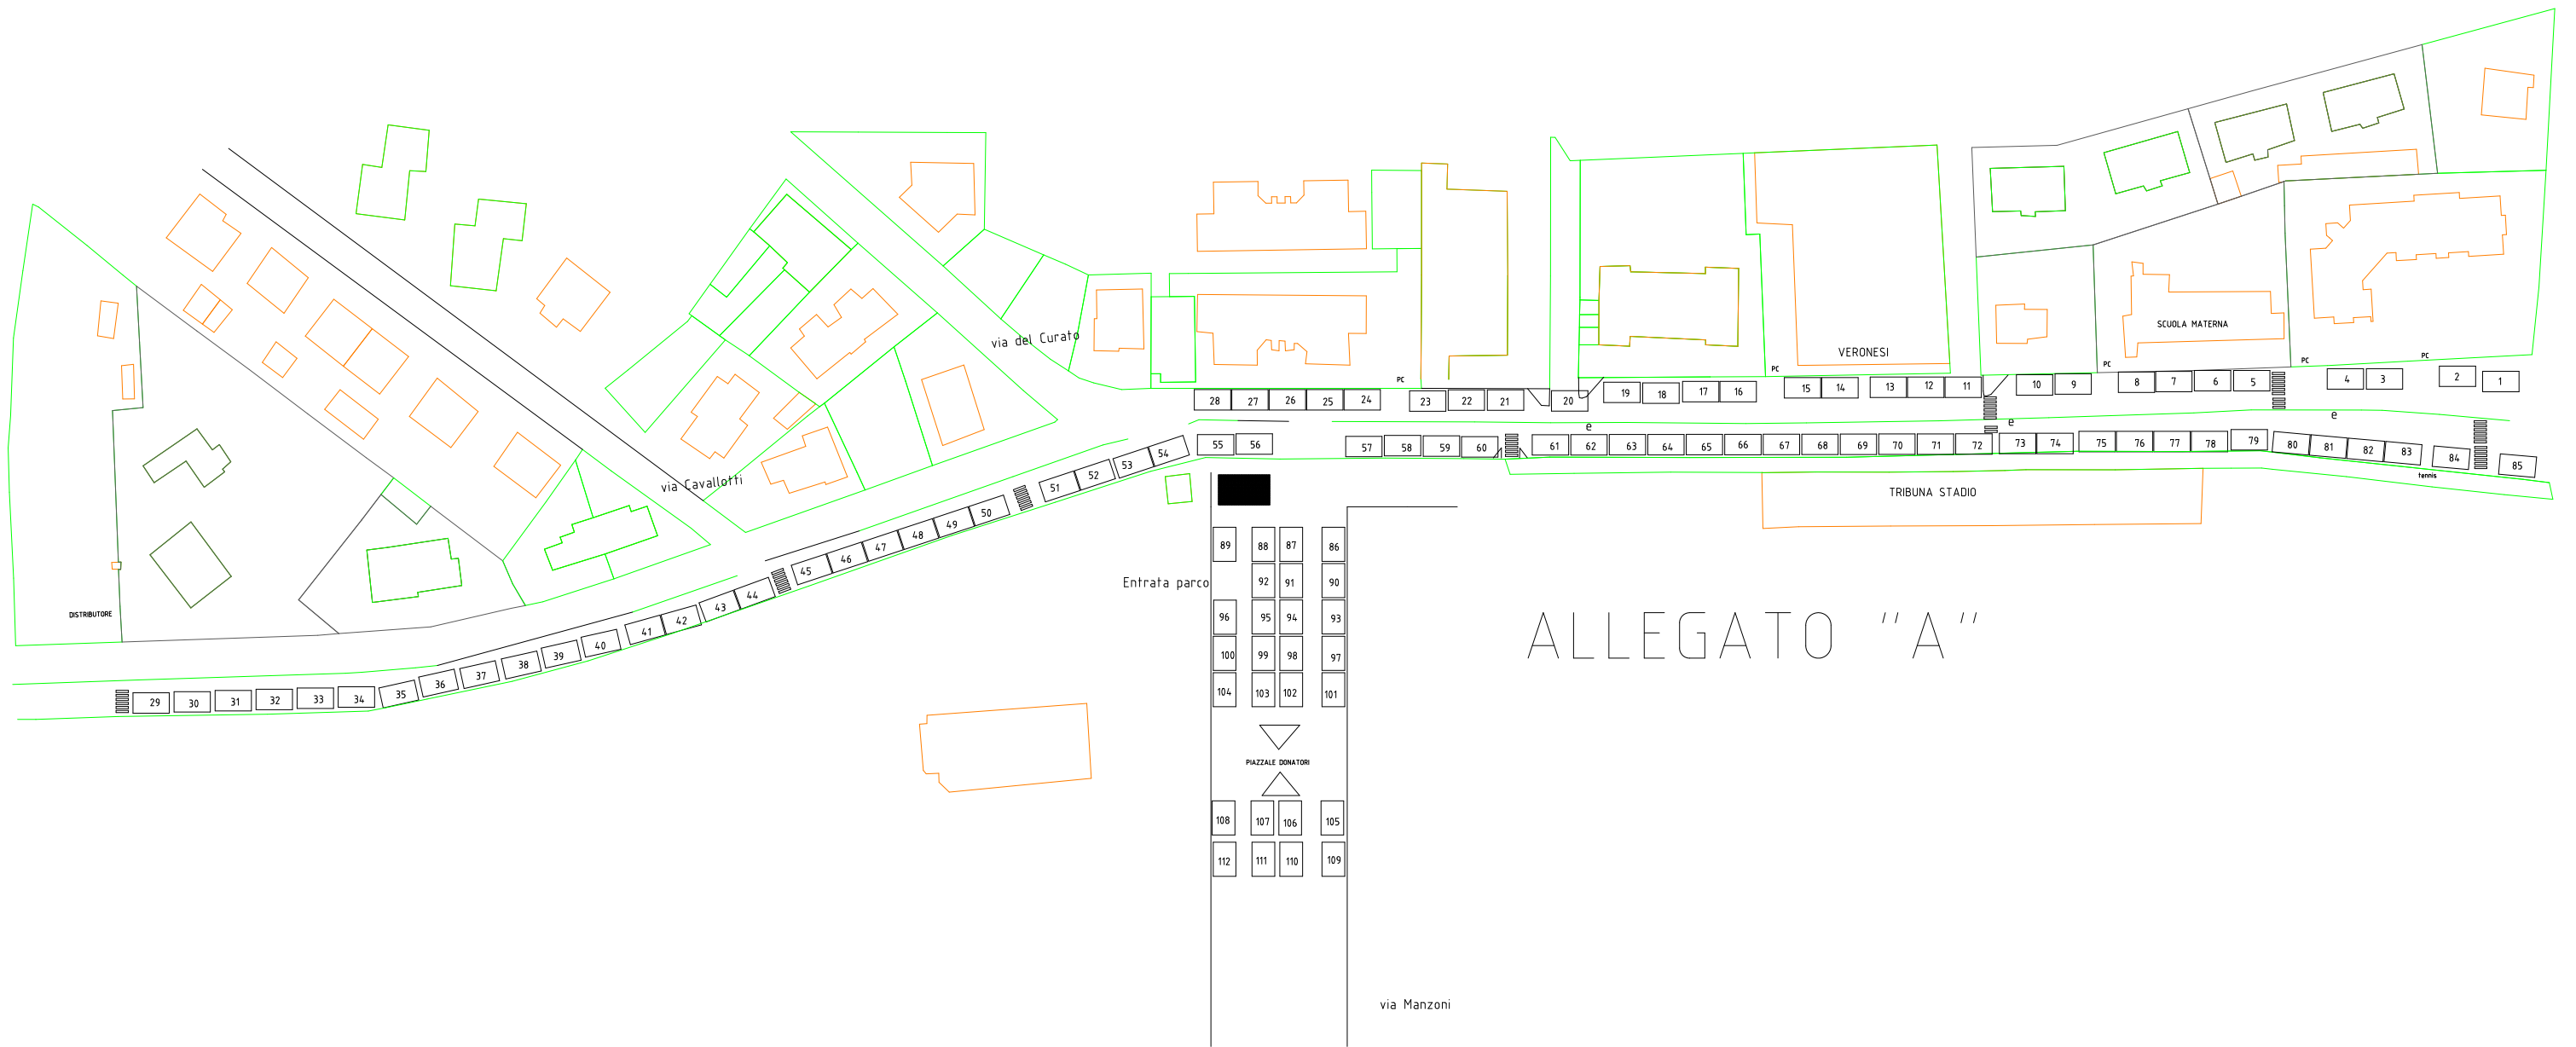 via del Curato
SCUOLA MATERNA
VERONESI
PC
PC
PC
PC
PC
28 27 26 25 24 23 22 21 20 19 18 17 16 15 14 13 12 11 10 9 8 7 6 5 4 3 2 1
e
e
e
55 56 57 58 59 60 61 62 63 64 65 66 67 68 69 70 71 72 73 74 75 76 77 78 79 80 81 82 83 84 85
tennis
via Cavallotti
TRIBUNA STADIO
54 53 52 51 50 49 48 47 46 45 44 43 42 41 40 39 38 37 36 35 34 33 32 31 30 29
DISTRIBUTORE
Entrata parco
89 88 87 86
92 91 90
96 95 94 93
100 99 98 97
104 103 102 101
ALLEGATO "A"
PIAZZALE DONATORI
108 107 106 105
112 111 110 109
via Manzoni